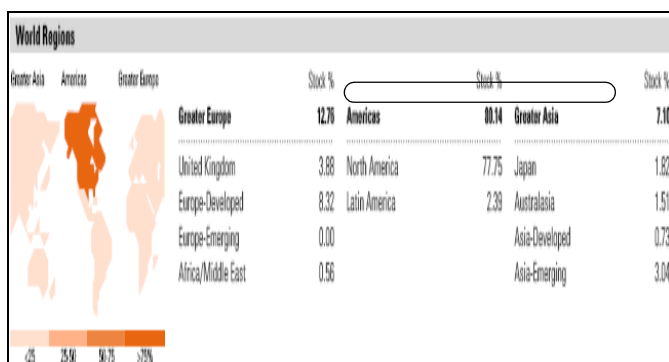 World Regions
Greater Asia Americas Greater Europe
Stock % Stock % Stock %
Greater Europe 12.76 Americas 80.14 Greater Asia 7.10
United Kingdom 3.88 North America 77.75 Japan 1.82
Europe-Developed 8.32 Latin America 2.39 Australasia 1.51
Europe-Emerging 0.00 Asia-Developed 0.73
Africa/Middle East 0.56 Asia-Emerging 3.04
<25 25-50 50-75 >75%